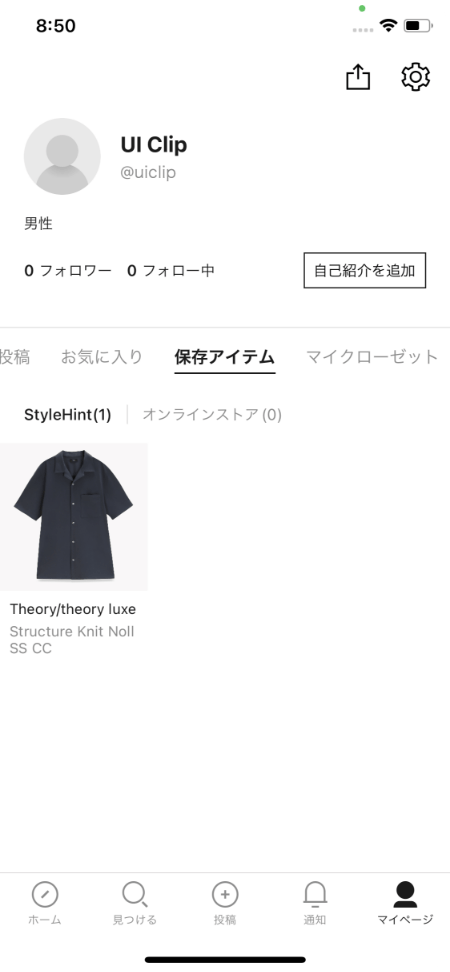 8:50
UI Clip
@uiclip
男性
0 フォロワー 0 フォロー中
自己紹介を追加
投稿 お気に入り 保存アイテム マイクローゼット
StyleHint(1) オンラインストア(0)
Theory/theory luxe
Structure Knit Noll
SS CC
ホーム 見つける 投稿 通知 マイページ